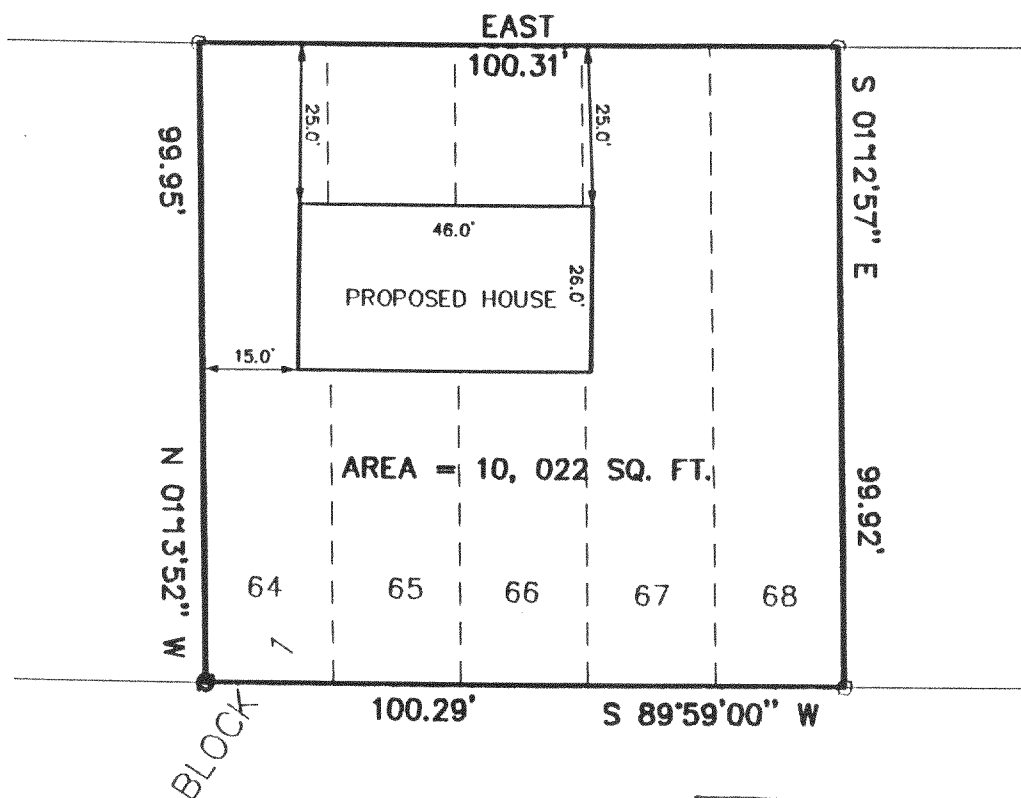 EAST
100.31'
25.0'
25.0'
99.95'
S 01°12'57" E
46.0'
26.0'
PROPOSED HOUSE
15.0'
AREA = 10, 022 SQ. FT.
N 01°13'52" W
99.92'
64
65
66
67
68
BLOCK 1
100.29'
S 89°59'00" W